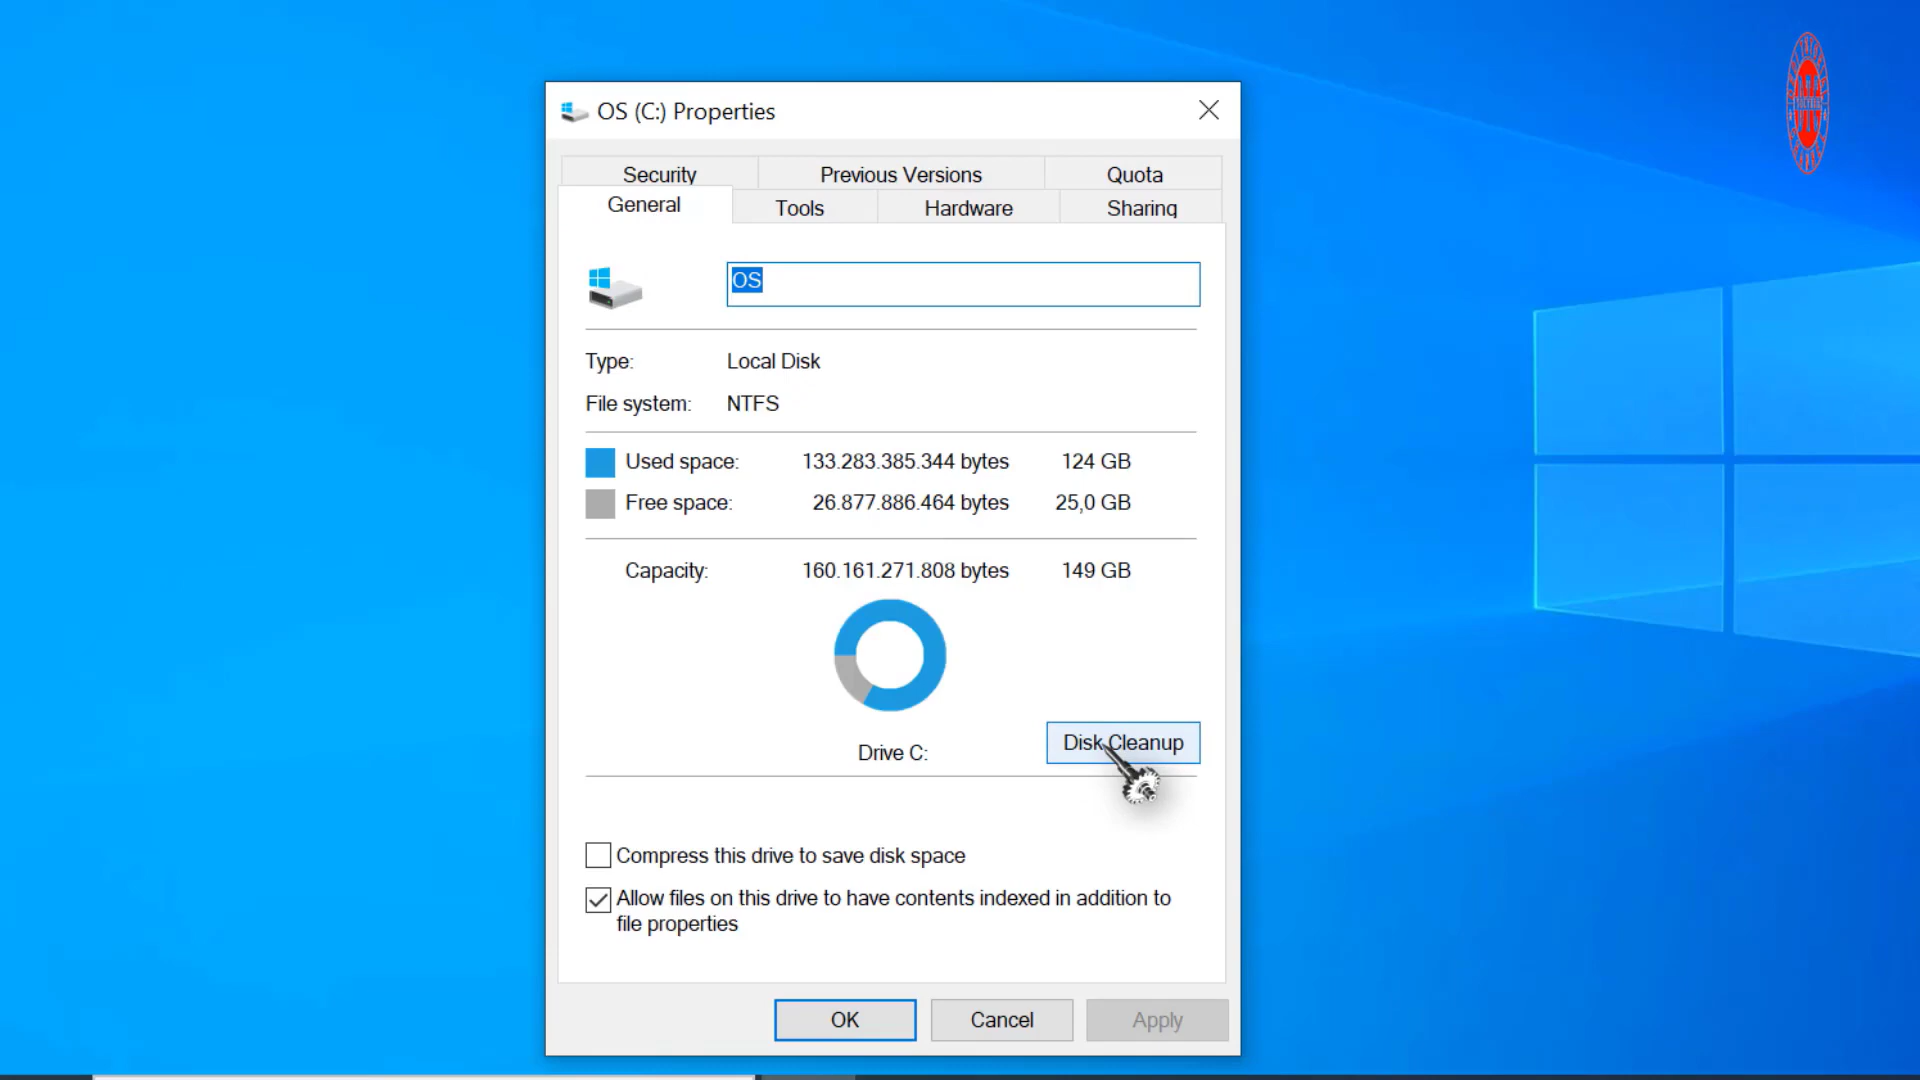 OS (C:) Properties
Security Previous Versions Quota
General Tools Hardware Sharing
OS
Type: Local Disk
File system: NTFS
Used space: 133.283.385.344 bytes 124 GB
Free space: 26.877.886.464 bytes 25,0 GB
Capacity: 160.161.271.808 bytes 149 GB
Drive C:
Disk Cleanup
Compress this drive to save disk space
Allow files on this drive to have contents indexed in addition to
file properties
OK Cancel Apply